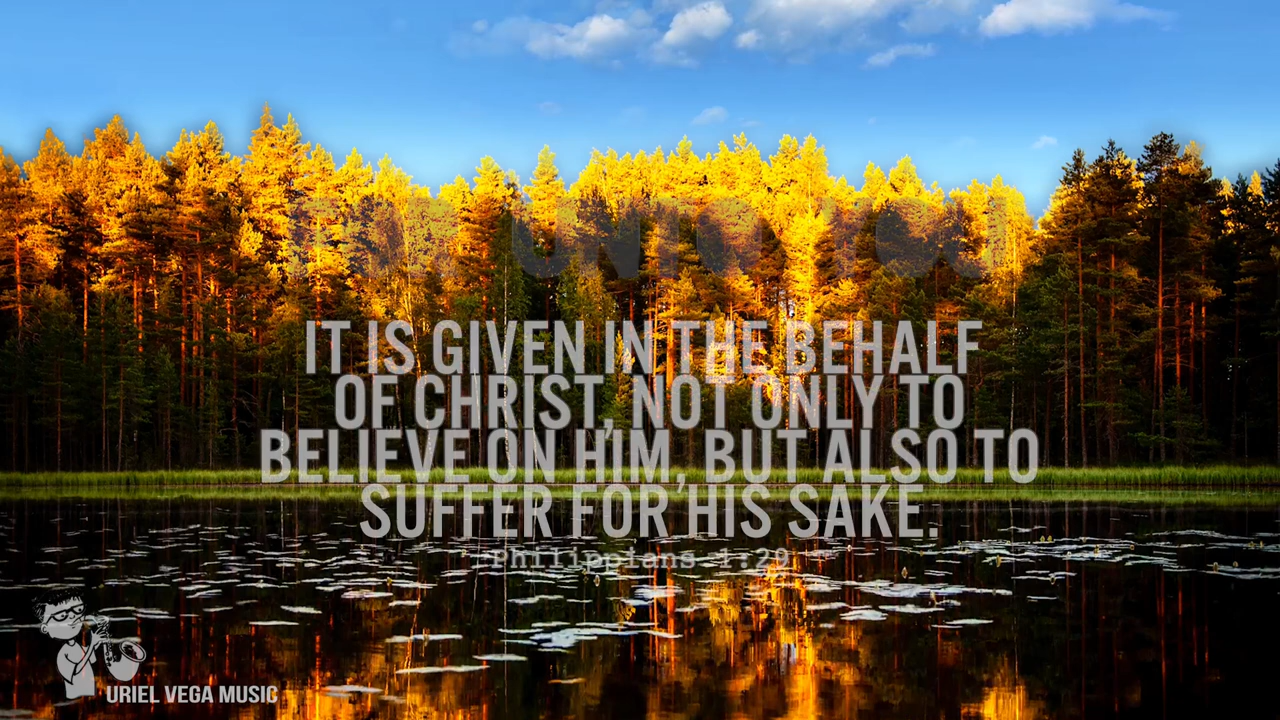 IT IS GIVEN IN THE BEHALF
OF CHRIST, NOT ONLY TO
BELIEVE ON HIM, BUT ALSO TO
SUFFER FOR HIS SAKE.
Philippians 1:29
URIEL VEGA MUSIC